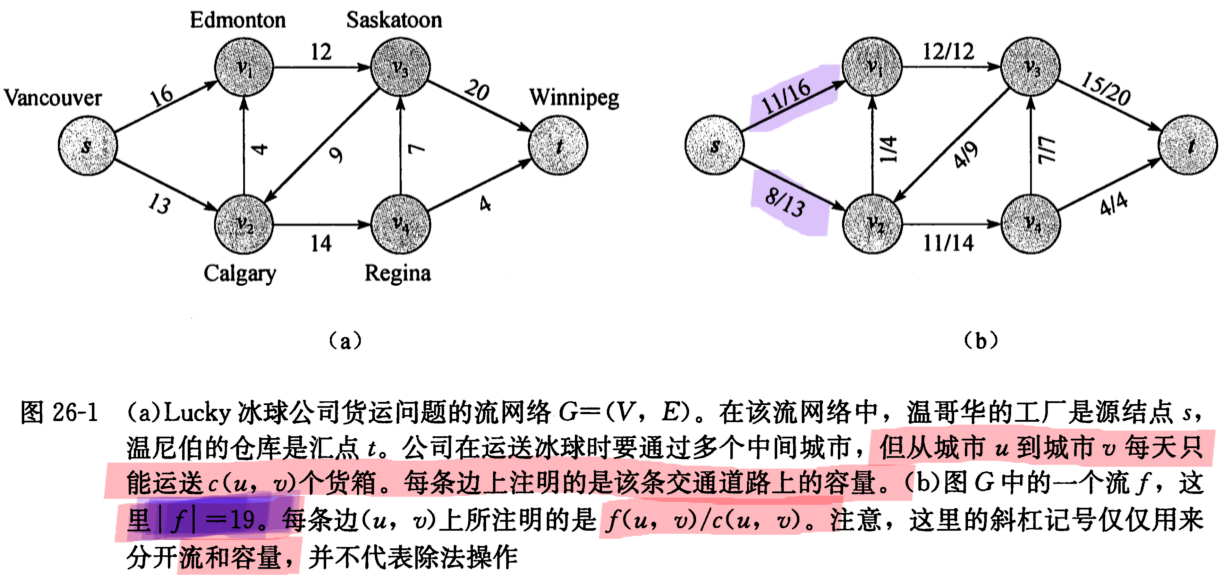 Edmonton Saskatoon
v₁ 12 v₃ v₁ 12/12 v₃
Vancouver 16 20 Winnipeg 11/16 15/20
s 4 9 7 t s 1/4 4/9 7/7 t
13 4 8/13 4/4
v₂ 14 v₄ v₂ 11/14 v₄
Calgary Regina
(a) (b)
图 26-1 (a)Lucky 冰球公司货运问题的流网络 G=(V, E)。在该流网络中,温哥华的工厂是源结点 s,
温尼伯的仓库是汇点 t。公司在运送冰球时要通过多个中间城市,但从城市 u 到城市 v 每天只
能运送 c(u, v)个货箱。每条边上注明的是该条交通道路上的容量。(b)图 G 中的一个流 f,这
里|f|=19。每条边(u, v)上所注明的是 f(u, v)/c(u, v)。注意,这里的斜杠记号仅仅用来
分开流和容量,并不代表除法操作